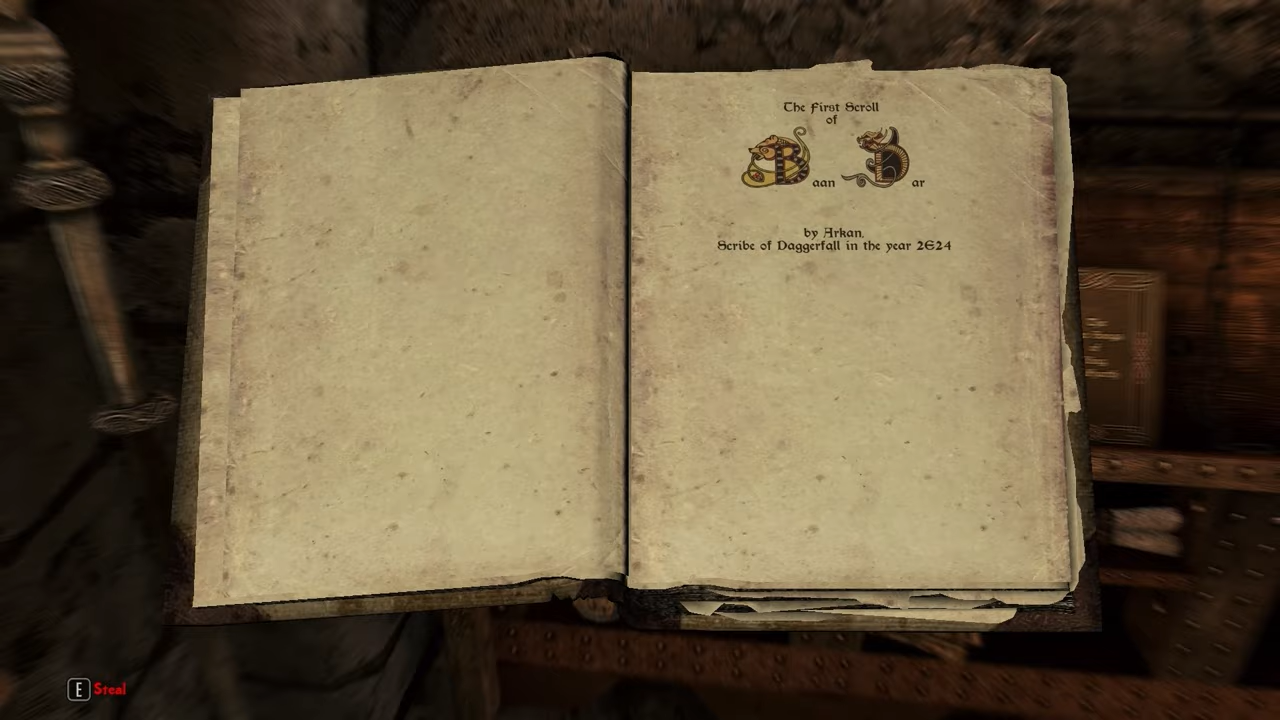 The First Scroll
of
Baan Dar
by Arkan,
Scribe of Daggerfall in the year 2E24
E Steal